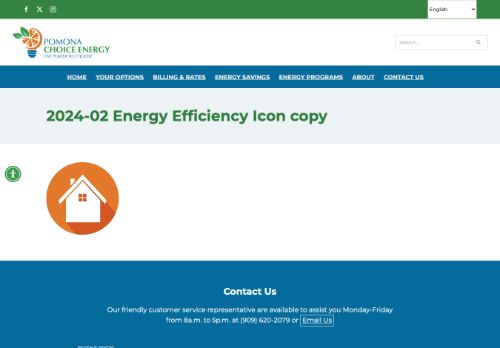 English
POMONA
CHOICE ENERGY
THE POWER TO CHOOSE
Search...
HOME YOUR OPTIONS BILLING & RATES ENERGY SAVINGS ENERGY PROGRAMS ABOUT CONTACT US
2024-02 Energy Efficiency Icon copy
Contact Us
Our friendly customer service representative are available to assist you Monday-Friday
from 8a.m. to 5p.m. at (909) 620-2079 or Email Us